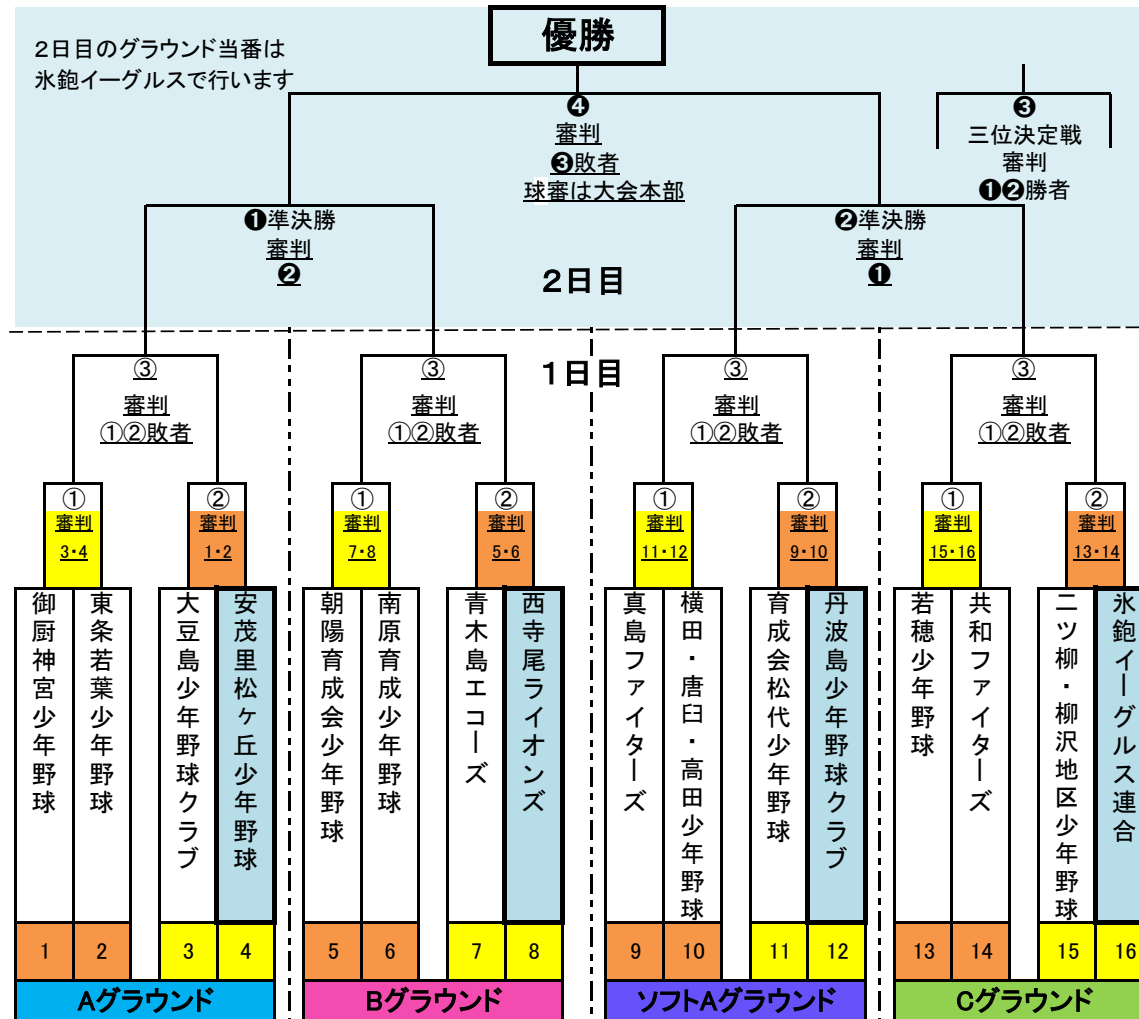 優勝
2日目のグラウンド当番は
氷鉋イーグルスで行います
❹
審判
❸敗者
球審は大会本部
❸
三位決定戦
審判
❶❷勝者
❶準決勝
審判
❷
❷準決勝
審判
❶
2日目
1日目
③
審判
①②敗者
③
審判
①②敗者
③
審判
①②敗者
③
審判
①②敗者
①
審判
3・4
②
審判
1・2
①
審判
7・8
②
審判
5・6
①
審判
11・12
②
審判
9・10
①
審判
15・16
②
審判
13・14
御厨神宮少年野球
東条若葉少年野球
大豆島少年野球クラブ
安茂里松ヶ丘少年野球
朝陽育成会少年野球
南原育成少年野球
青木島エコーズ
西寺尾ライオンズ
真島ファイターズ
横田・唐臼・高田少年野球
育成会松代少年野球
丹波島少年野球クラブ
若穂少年野球
共和ファイターズ
二ツ柳・柳沢地区少年野球
氷鉋イーグルス連合
1 2 3 4 5 6 7 8 9 10 11 12 13 14 15 16
Aグラウンド Bグラウンド ソフトAグラウンド Cグラウンド